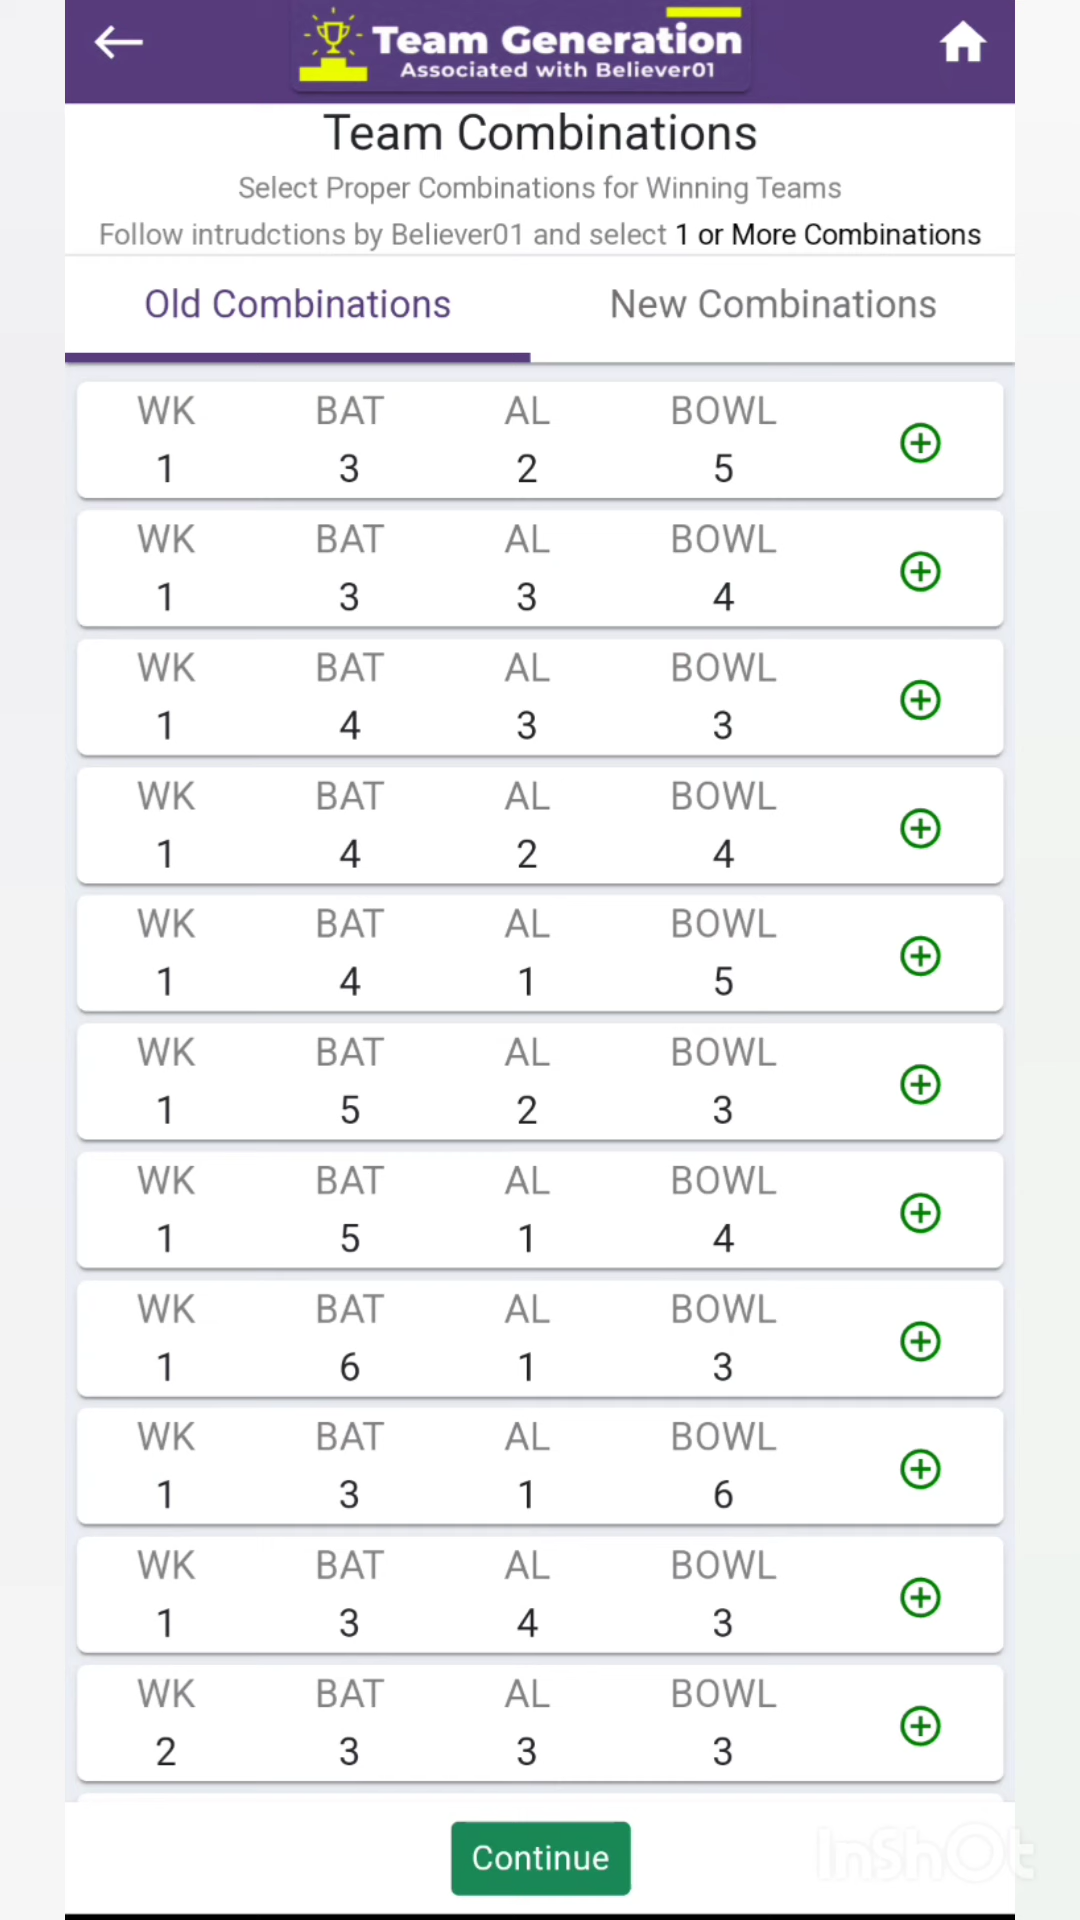 Team Generation
Associated with Believer01
Team Combinations
Select Proper Combinations for Winning Teams
Follow intrudctions by Believer01 and select 1 or More Combinations
Old Combinations New Combinations
WK BAT AL BOWL
1 3 2 5
WK BAT AL BOWL
1 3 3 4
WK BAT AL BOWL
1 4 3 3
WK BAT AL BOWL
1 4 2 4
WK BAT AL BOWL
1 4 1 5
WK BAT AL BOWL
1 5 2 3
WK BAT AL BOWL
1 5 1 4
WK BAT AL BOWL
1 6 1 3
WK BAT AL BOWL
1 3 1 6
WK BAT AL BOWL
1 3 4 3
WK BAT AL BOWL
2 3 3 3
Continue
InShOt